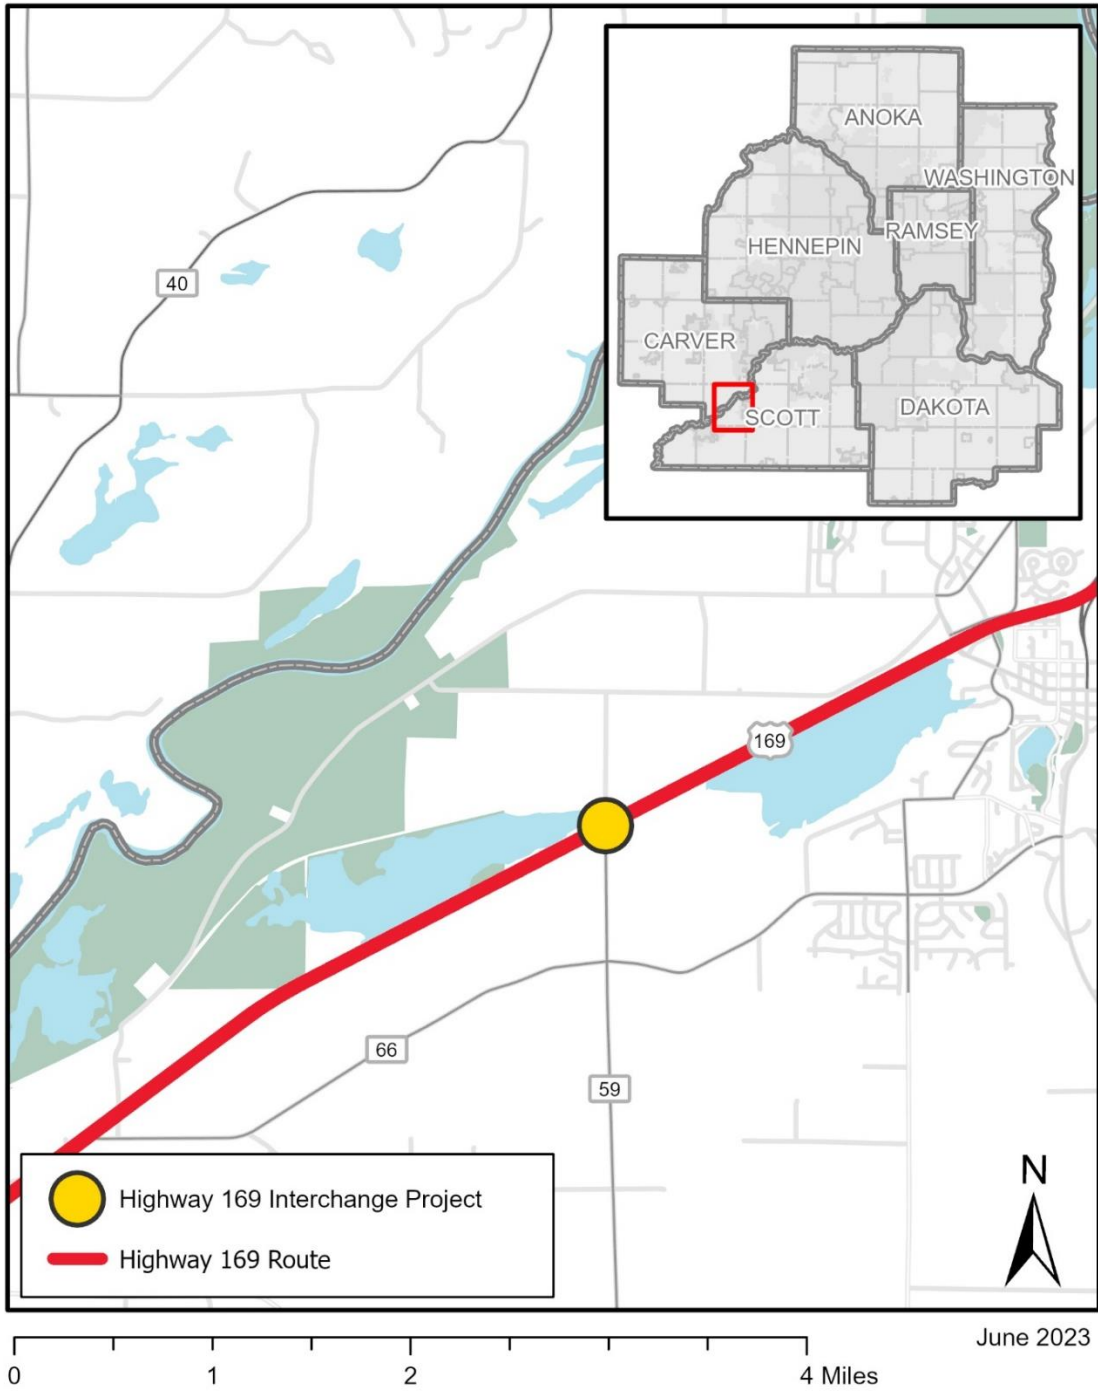 ANOKA
WASHINGTON
RAMSEY
HENNEPIN
CARVER
SCOTT
DAKOTA
40
169
66
59
N
Highway 169 Interchange Project
Highway 169 Route
June 2023
0 1 2 4 Miles